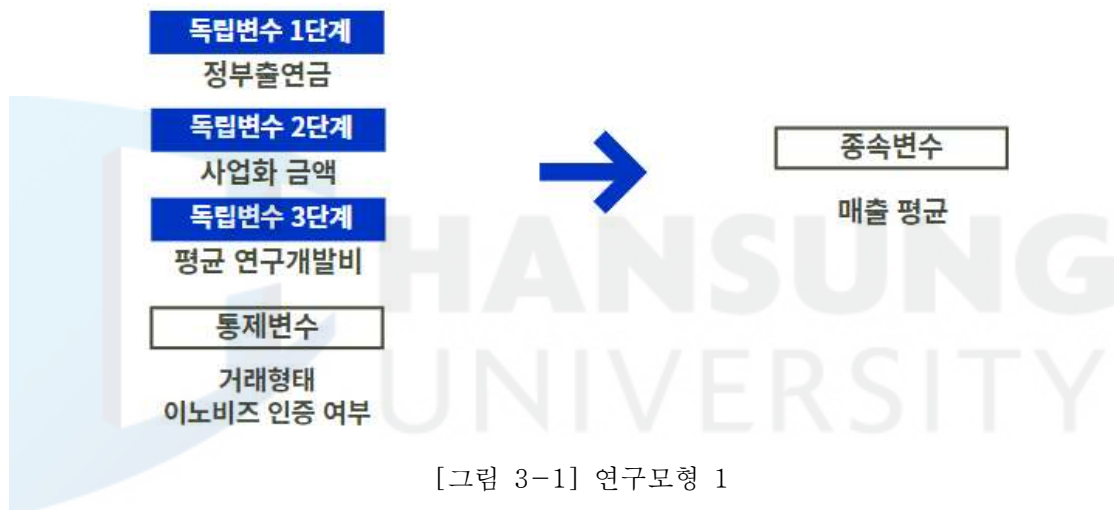 독립변수 1단계
정부출연금
독립변수 2단계
사업화 금액
독립변수 3단계
평균 연구개발비
통제변수
거래형태
이노비즈 인증 여부
종속변수
매출 평균
HANSUNG
UNIVERSITY
[그림 3-1] 연구모형 1